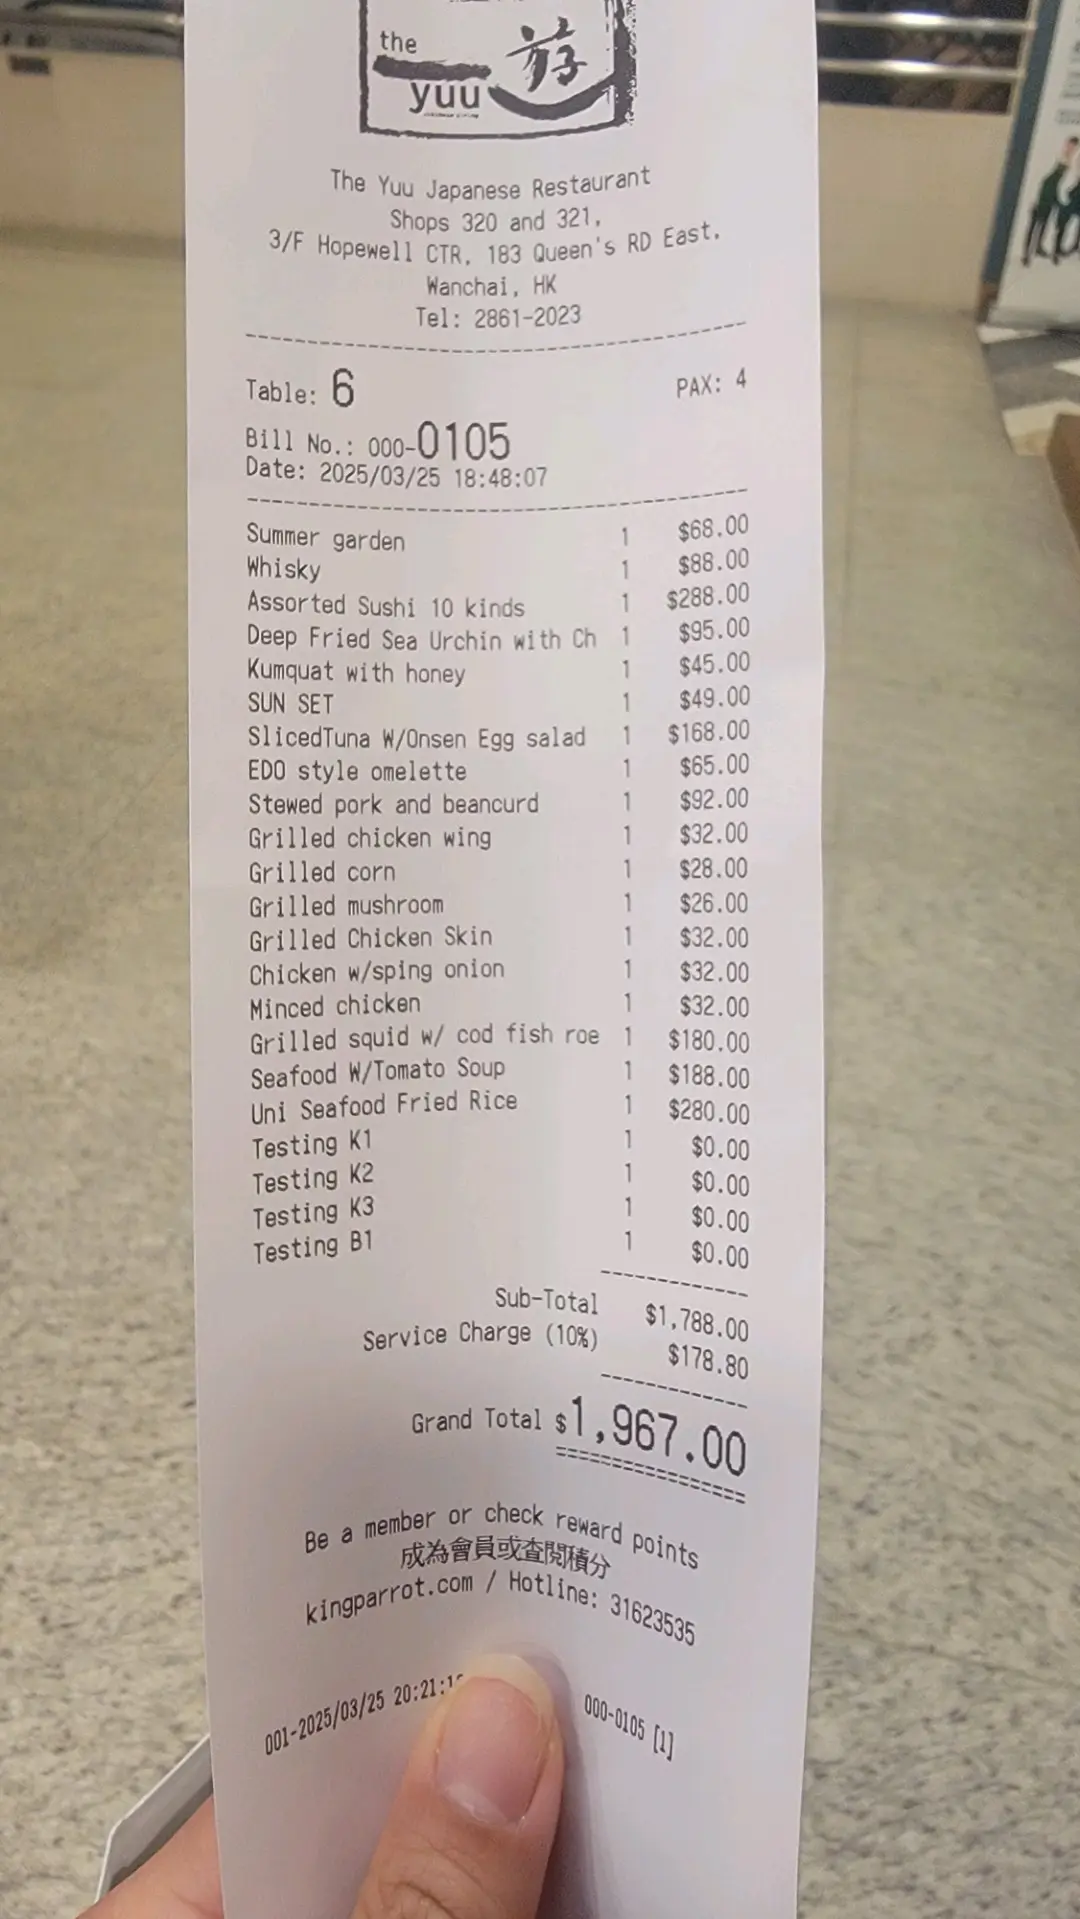 the
游
yuu
The Yuu Japanese Restaurant
Shops 320 and 321,
3/F Hopewell CTR, 183 Queen's RD East,
Wanchai, HK
Tel: 2861-2023
Table: 6 PAX: 4
Bill No.: 000-0105
Date: 2025/03/25 18:48:07
Summer garden 1 $68.00
Whisky 1 $88.00
Assorted Sushi 10 kinds 1 $288.00
Deep Fried Sea Urchin with Ch 1 $95.00
Kumquat with honey 1 $45.00
SUN SET 1 $49.00
SlicedTuna W/Onsen Egg salad 1 $168.00
EDO style omelette 1 $65.00
Stewed pork and beancurd 1 $92.00
Grilled chicken wing 1 $32.00
Grilled corn 1 $28.00
Grilled mushroom 1 $26.00
Grilled Chicken Skin 1 $32.00
Chicken w/sping onion 1 $32.00
Minced chicken 1 $32.00
Grilled squid w/ cod fish roe 1 $180.00
Seafood W/Tomato Soup 1 $188.00
Uni Seafood Fried Rice 1 $280.00
Testing K1 1 $0.00
Testing K2 1 $0.00
Testing K3 1 $0.00
Testing B1 1 $0.00
Sub-Total $1,788.00
Service Charge (10%) $178.80
Grand Total $1,967.00
Be a member or check reward points
成為會員或查閱積分
kingparrot.com / Hotline: 31623535
001-2025/03/25 20:21:1 000-0105 [1]